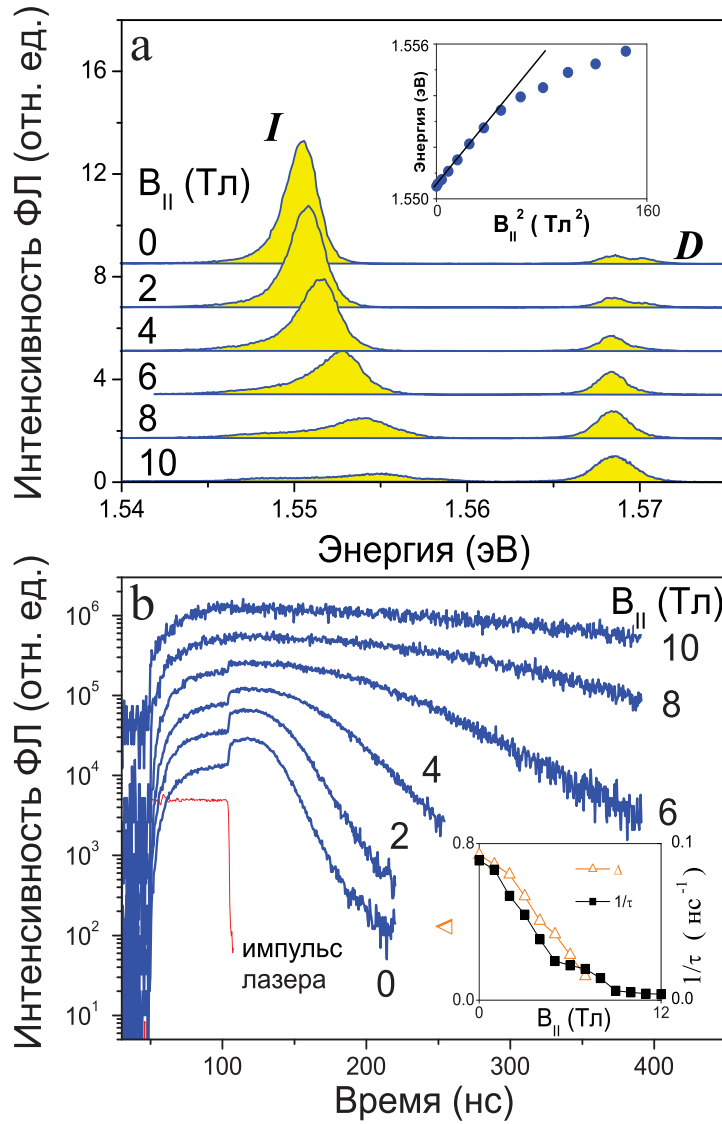 a
Интенсивность ФЛ (отн. ед.)
16
12
8
4
0
I
D
B|| (Тл)
0
2
4
6
8
10
1.54
1.55
1.56
1.57
Энергия (эВ)
1.556
1.550
Энергия (эВ)
0
160
B||² ( Тл² )
b
Интенсивность ФЛ (отн. ед.)
10⁶
10⁵
10⁴
10³
10²
10¹
B|| (Тл)
10
8
6
4
2
0
импульс
лазера
0.8
0.0
Δ
Δ
1/τ
0.1
0.0
1/τ ( нс⁻¹ )
0
12
B|| (Тл)
100
200
300
400
Время (нс)